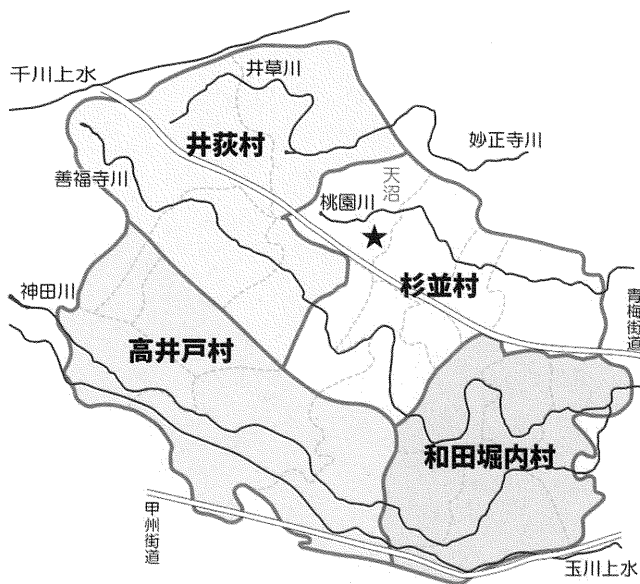 千川上水
井草川
井荻村
妙正寺川
善福寺川
天沼
桃園川
神田川
杉並村
青梅街道
高井戸村
和田堀内村
甲州街道
玉川上水